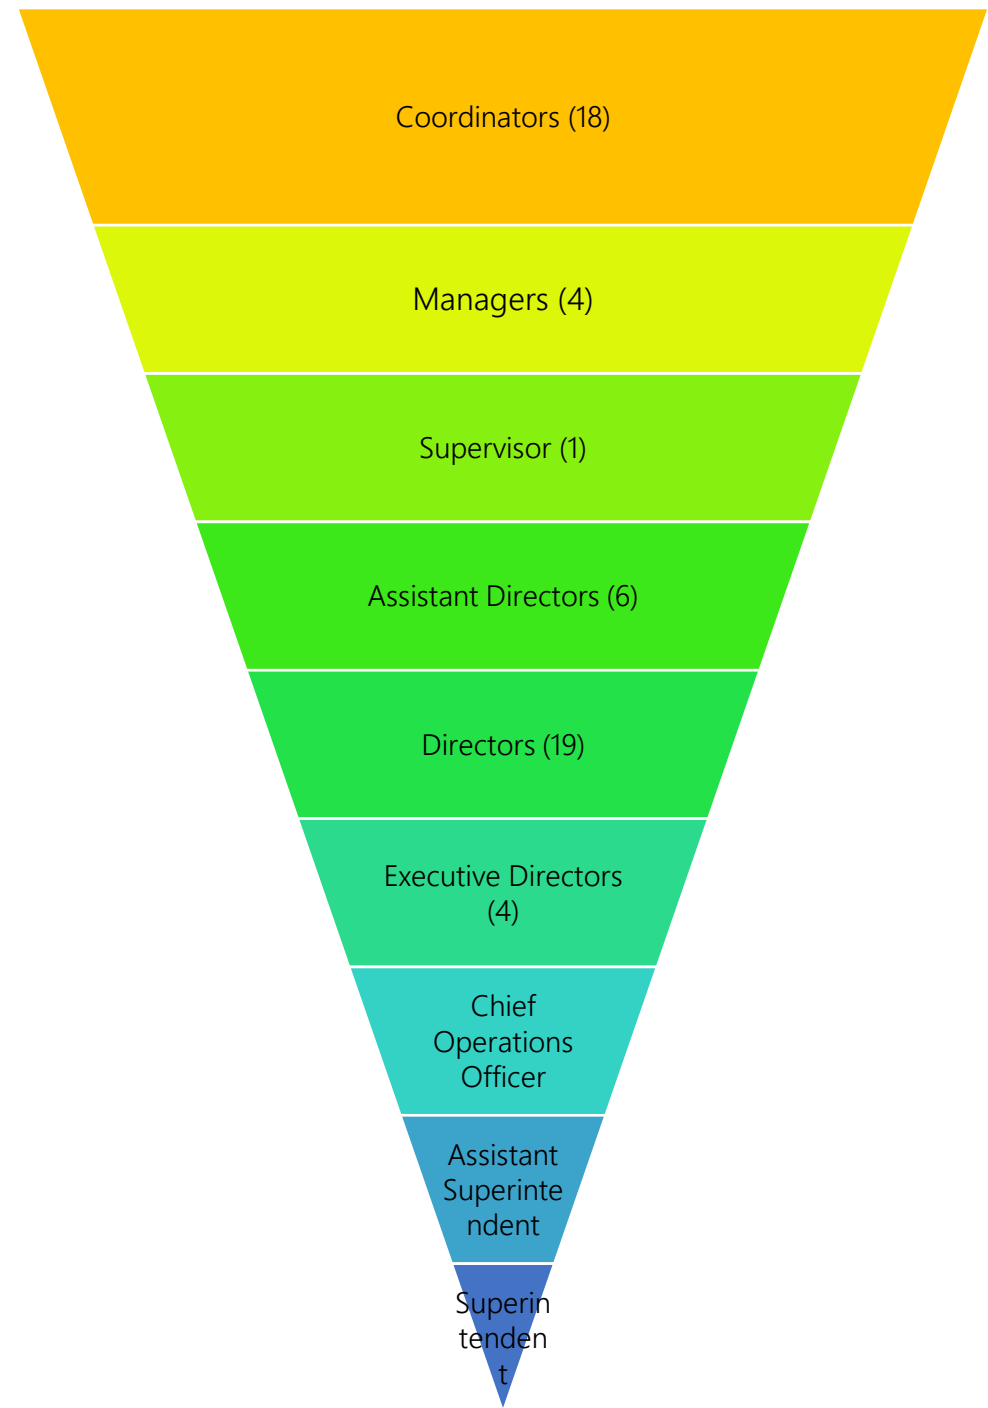 Coordinators (18)
Managers (4)
Supervisor (1)
Assistant Directors (6)
Directors (19)
Executive Directors
(4)
Chief
Operations
Officer
Assistant
Superinte
ndent
Superin
tenden
t